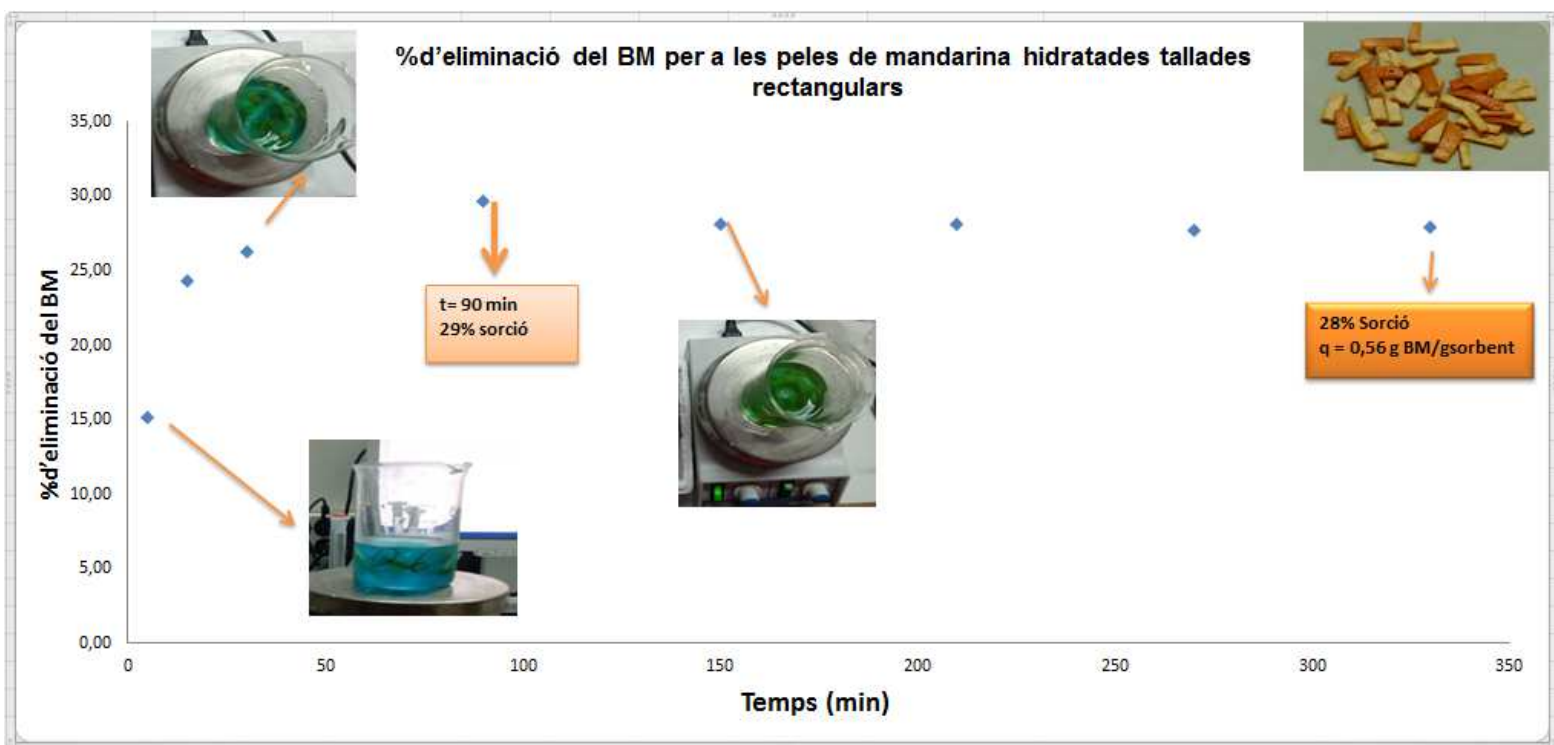 %d'eliminació del BM per a les peles de mandarina hidratades tallades
rectangulars
%d'eliminació del BM
35,00
30,00
25,00
20,00
15,00
10,00
5,00
0,00
t= 90 min
29% sorció
28% Sorció
q = 0,56 g BM/gsorbent
0
50
100
150
200
250
300
350
Temps (min)